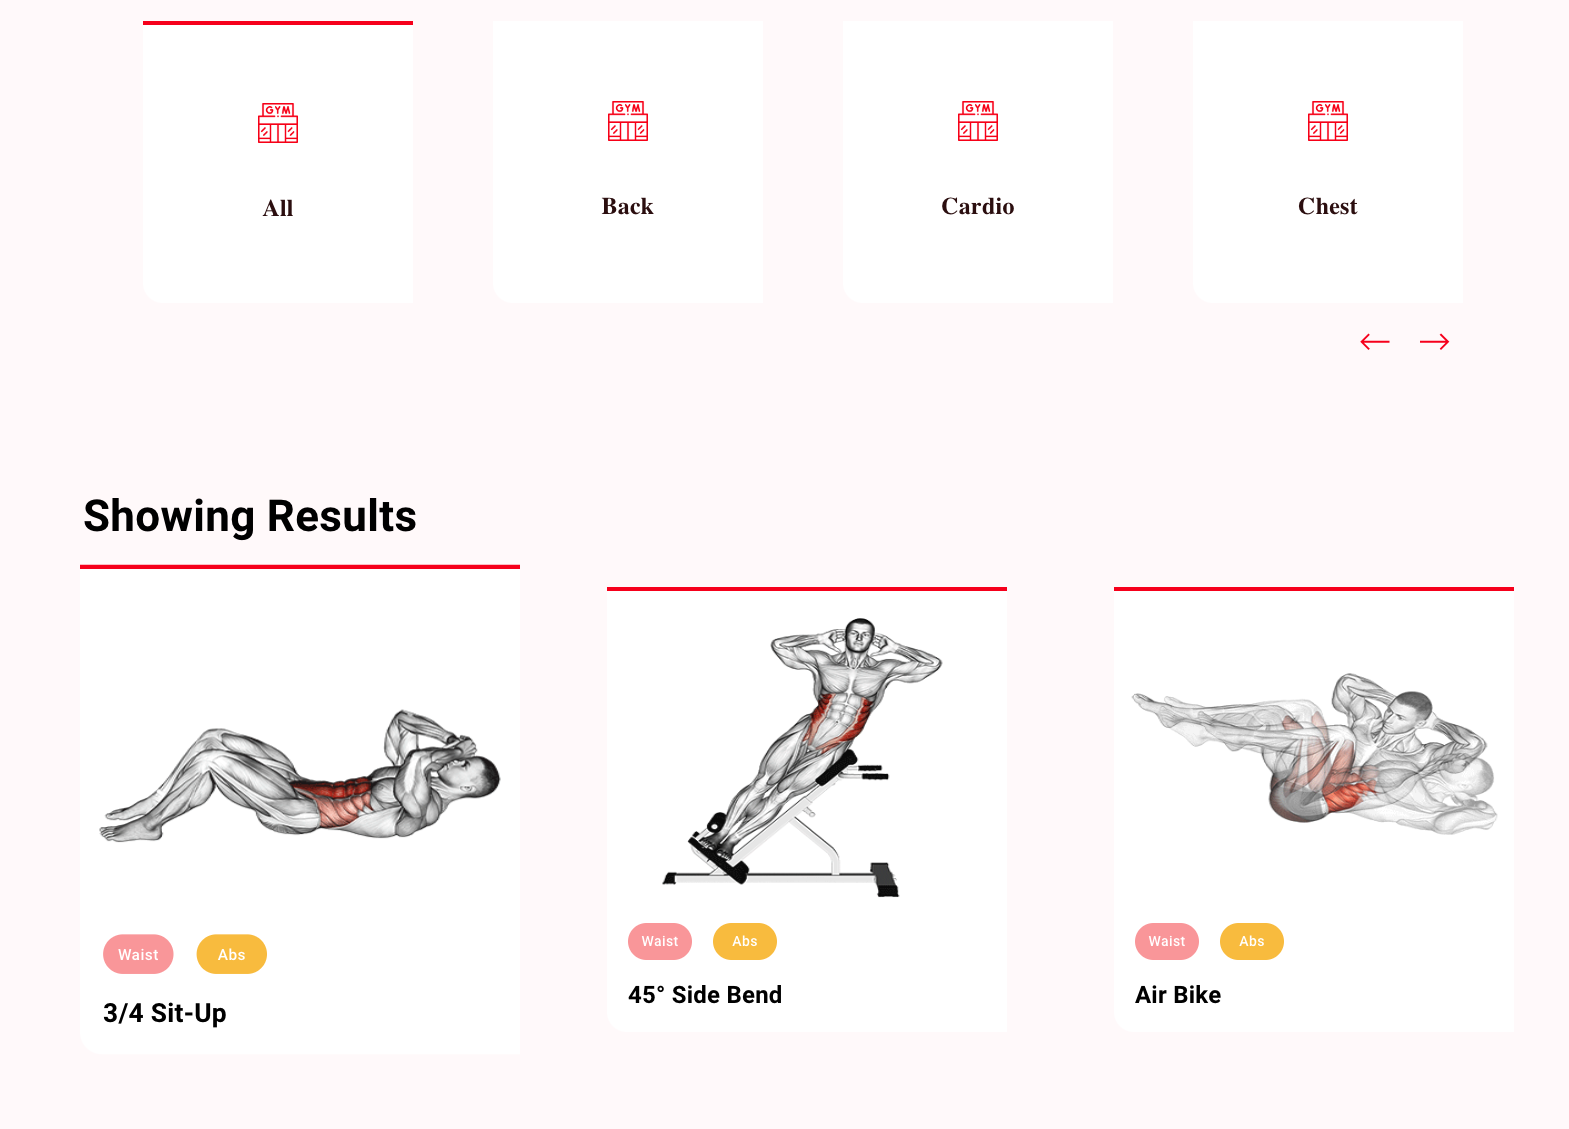 GYM
GYM
GYM
GYM
All
Back
Cardio
Chest
Showing Results
Waist
Abs
3/4 Sit-Up
Waist
Abs
45° Side Bend
Waist
Abs
Air Bike